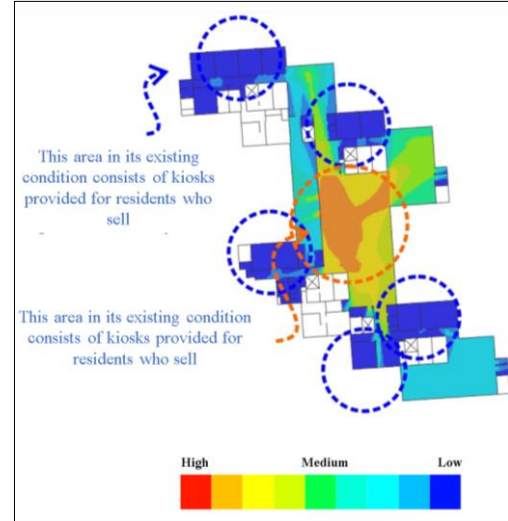 This area in its existing
condition consists of kiosks
provided for residents who
sell
This area in its existing condition
consists of kiosks provided for
residents who sell
High Medium Low